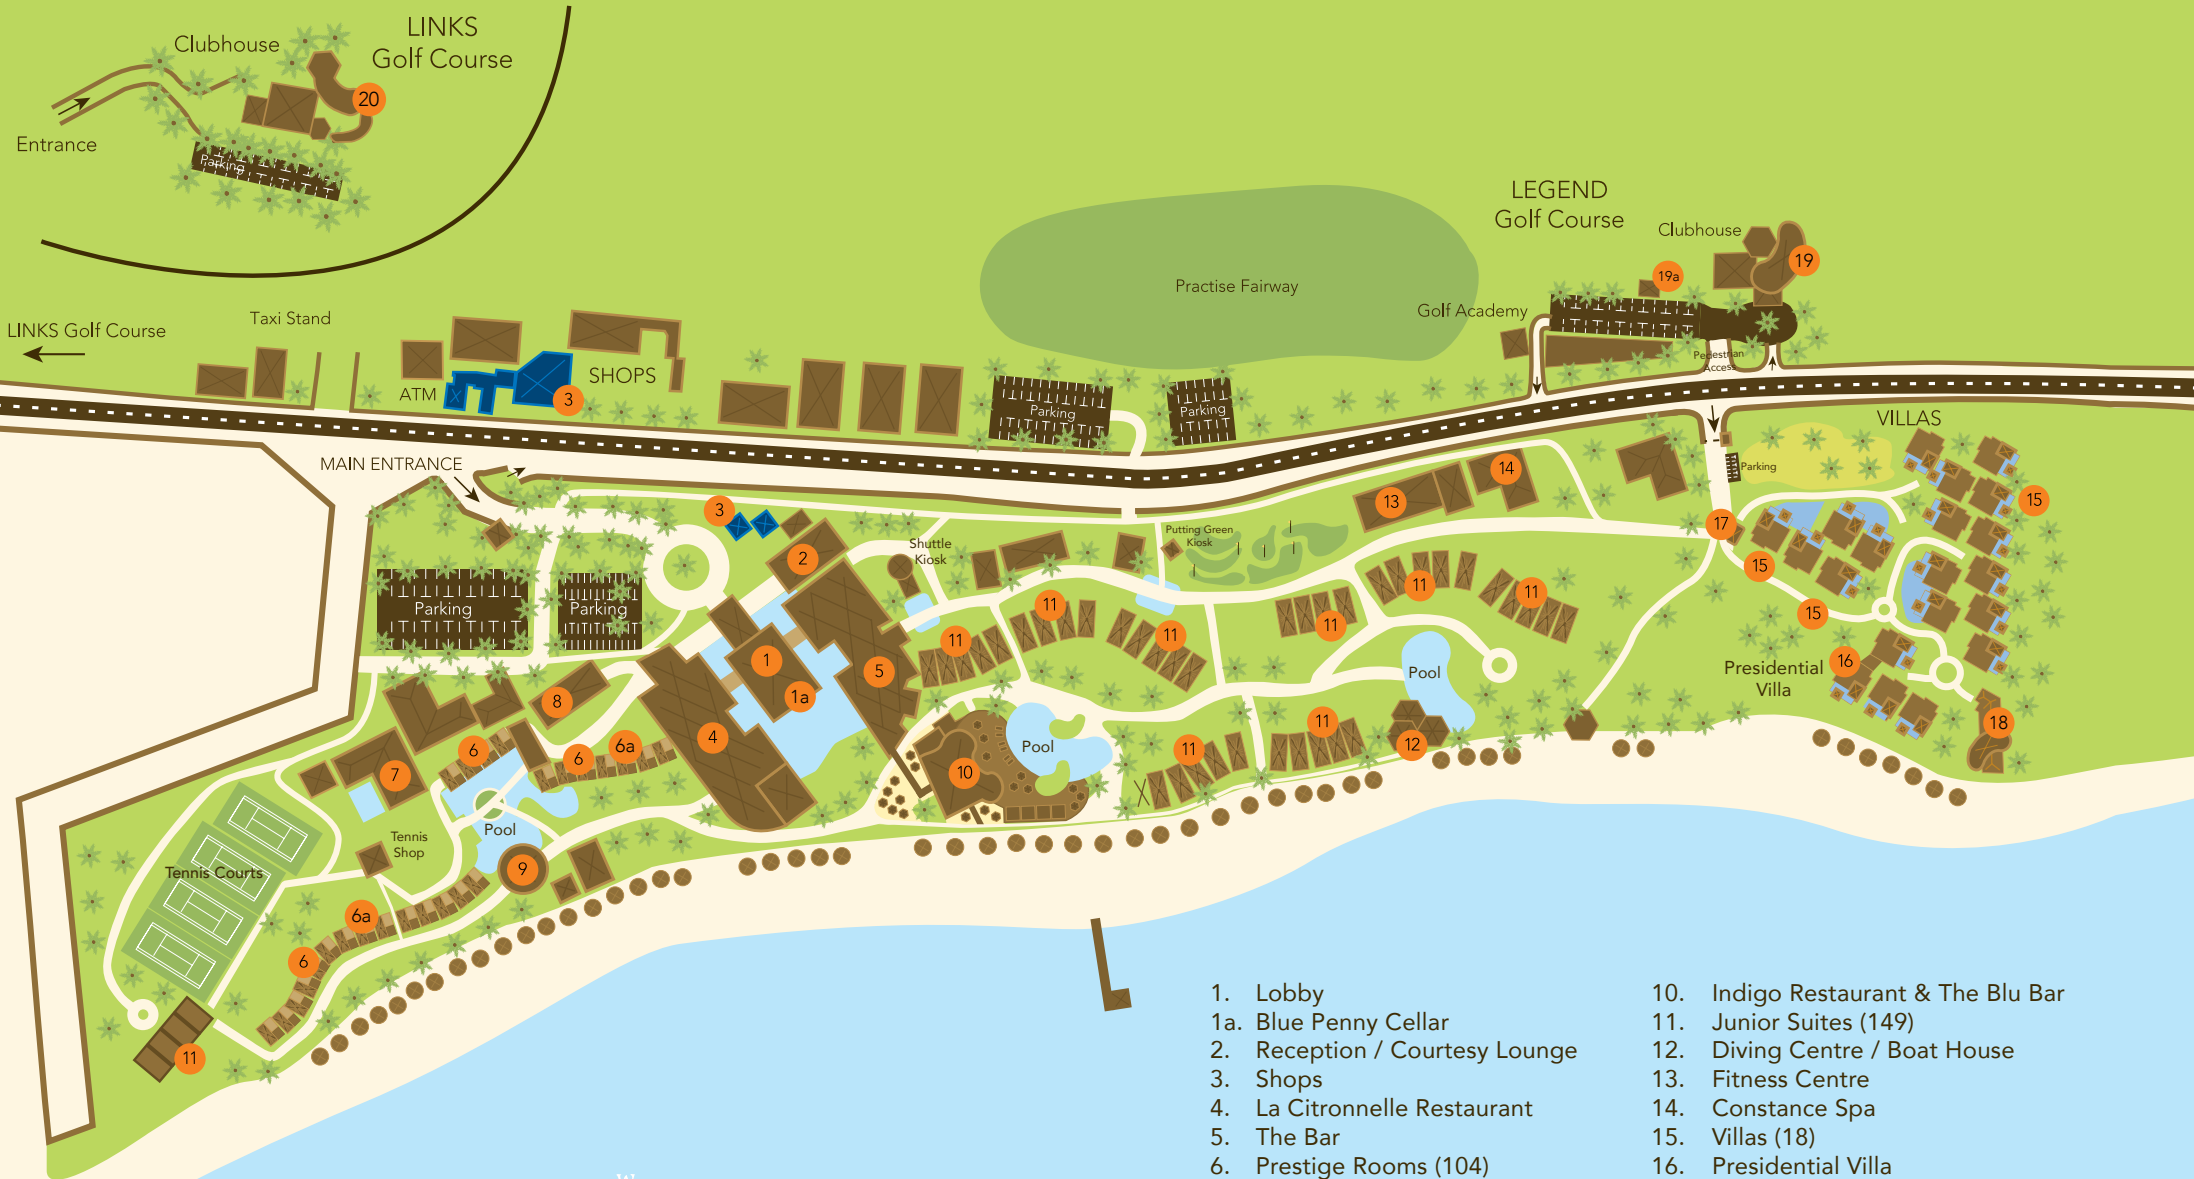 LINKS
Golf Course
Clubhouse
20
Entrance
Parking
LEGEND
Golf Course
Clubhouse
19
19a
Practise Fairway
Golf Academy
Pedestrian
Access
LINKS Golf Course
Taxi Stand
ATM
SHOPS
3
Parking
Parking
VILLAS
MAIN ENTRANCE
Parking
14
13
15
3
17
Putting Green
Kiosk
Shuttle
Kiosk
2
15
Parking
Parking
11
11
11
15
11
11
11
1
5
1a
16
Presidential
Villa
Pool
8
4
6
6
6a
11
11
12
18
Pool
10
7
Pool
Tennis
Shop
9
Tennis Courts
6a
6
11
1. Lobby
1a. Blue Penny Cellar
2. Reception / Courtesy Lounge
3. Shops
4. La Citronnelle Restaurant
5. The Bar
6. Prestige Rooms (104)
10. Indigo Restaurant & The Blu Bar
11. Junior Suites (149)
12. Diving Centre / Boat House
13. Fitness Centre
14. Constance Spa
15. Villas (18)
16. Presidential Villa